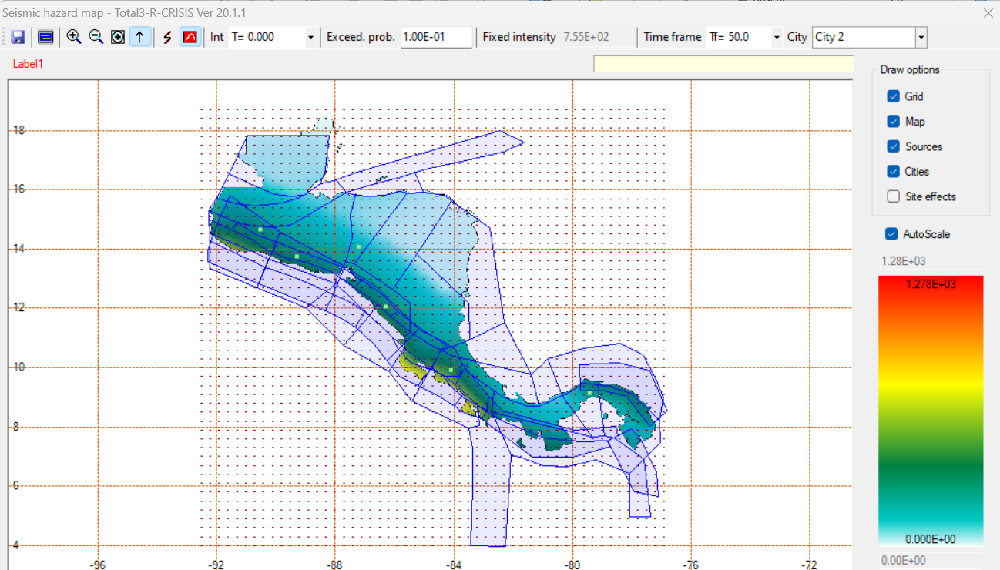 Seismic hazard map - Total3-R-CRISIS Ver 20.1.1
Int T= 0.000 Exceed. prob. 1.00E-01 Fixed intensity 7.55E+02 Time frame Tf= 50.0 City City 2
Label1
Draw options
Grid
Map
Sources
Cities
Site effects
AutoScale
1.28E+03
1.278E+03
0.000E+00
0.00E+00
18
16
14
12
10
8
6
4
-96 -92 -88 -84 -80 -76 -72